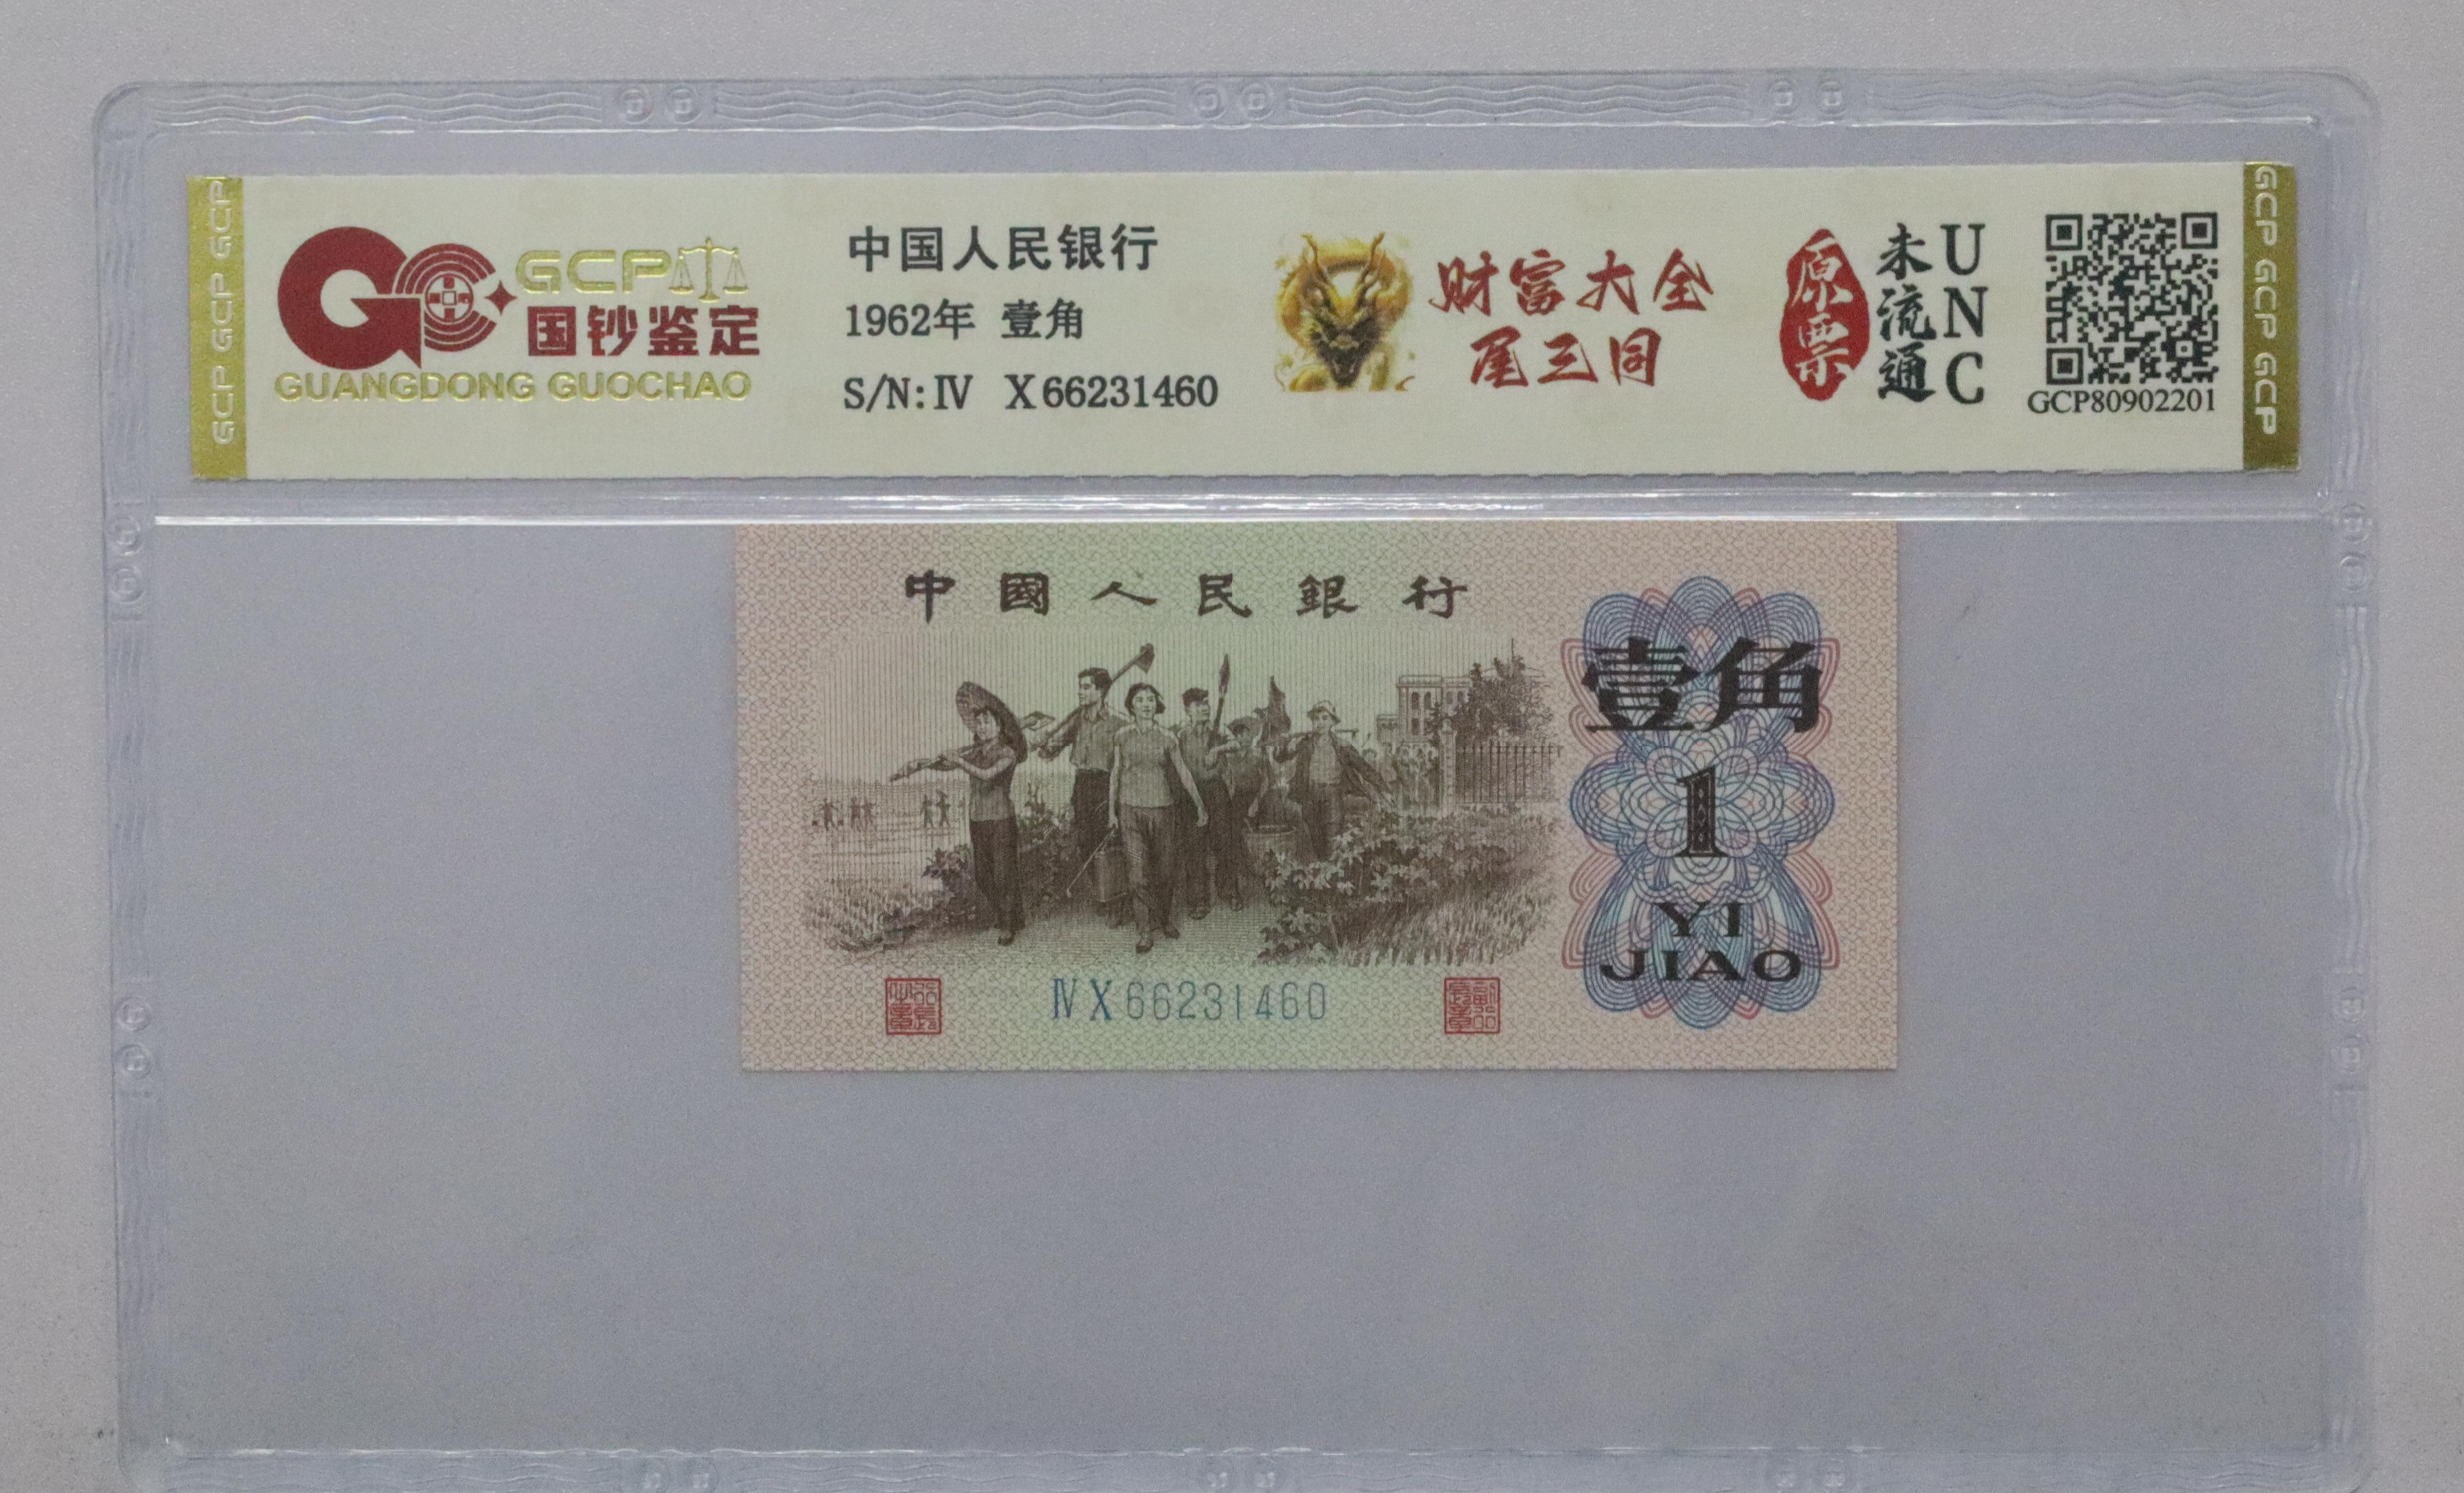 GCP GCP GCP
GCP
国钞鉴定
GUANGDONG GUOCHAO
中国人民银行
1962年 壹角
S/N: IV X66231460
财富大全
尾三同
原票
未流通
UNC
GCP80902201
GCP GCP GCP
中國人民銀行
壹角
1
YI
JIAO
IV X 66231460